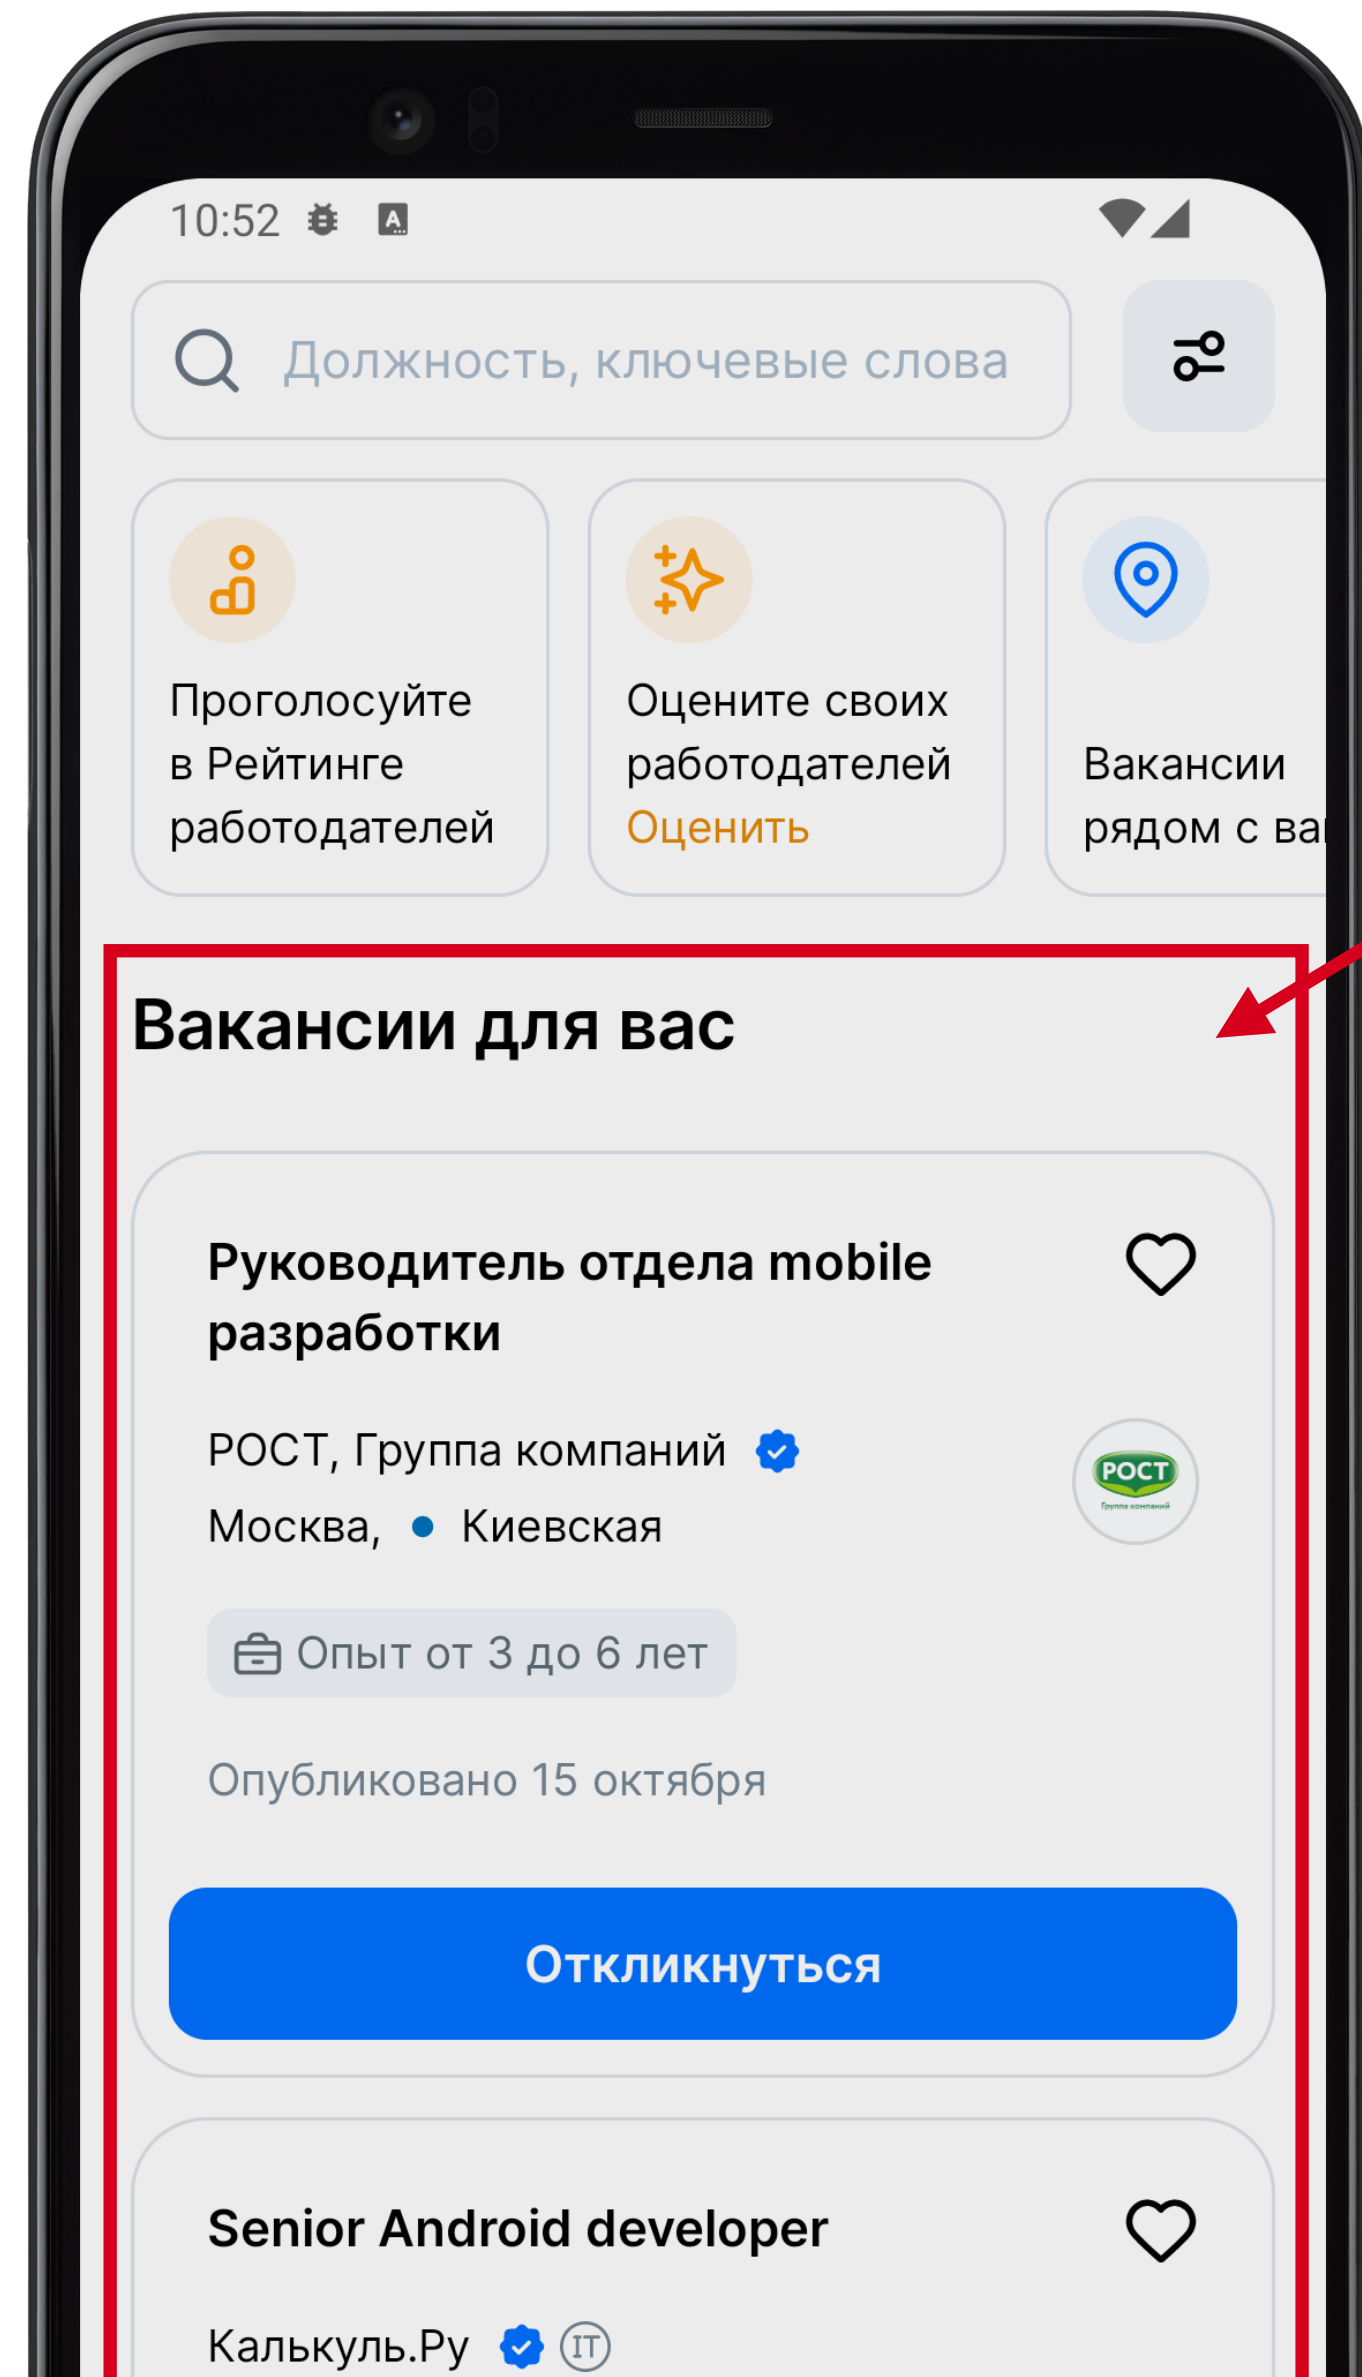 10:52
Должность, ключевые слова
Проголосуйте
в Рейтинге
работодателей
Оцените своих
работодателей
Оценить
Вакансии
рядом с ва
Вакансии для вас
Руководитель отдела mobile
разработки
РОСТ, Группа компаний
РОСТ
Группа компаний
Москва, • Киевская
Опыт от 3 до 6 лет
Опубликовано 15 октября
Откликнуться
Senior Android developer
Калькуль.Ру IT